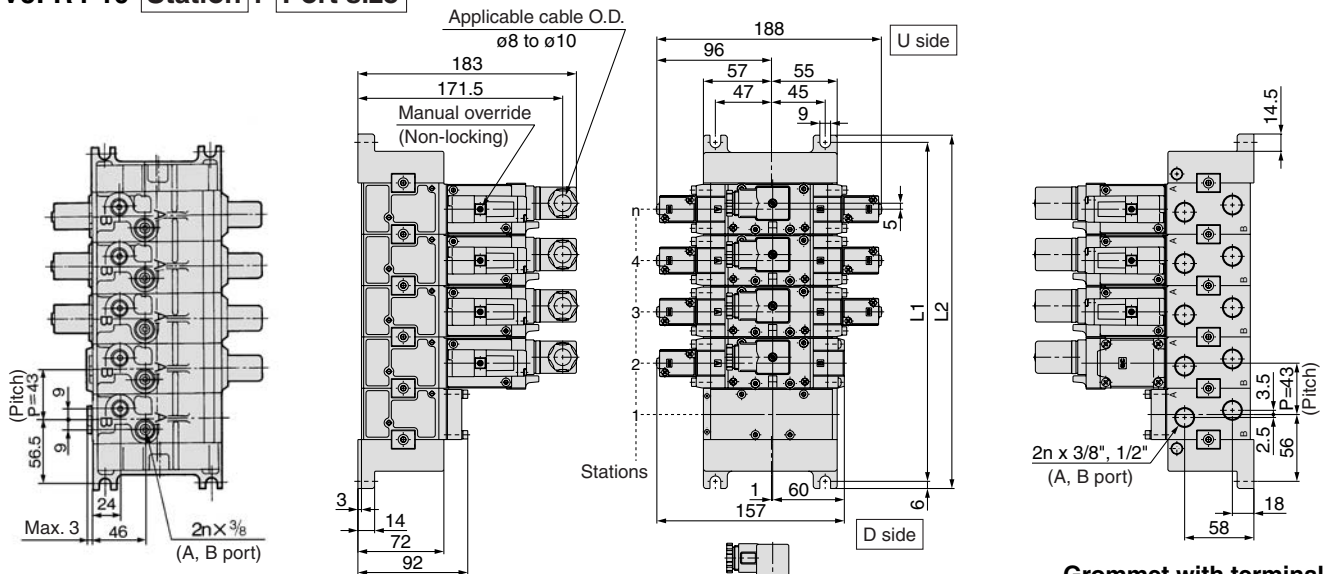 Station
Port size
Applicable cable O.D.
ø8 to ø10
183
171.5
Manual override
(Non-locking)
188
U side
96
57
55
47
45
9
14.5
n
4
3
2
1
5
L1
L2
Stations
1
60
157
6
D side
A
B
A
B
A
B
A
B
A
B
(Pitch)
P=43
9
9
56.5
24
Max. 3
46
2n×3/8
(A, B port)
3
14
72
92
A
B
A
B
A
B
A
B
A
B
3.5
P=43
(Pitch)
2.5
56
2n x 3/8", 1/2"
(A, B port)
18
58
Grommet with terminal